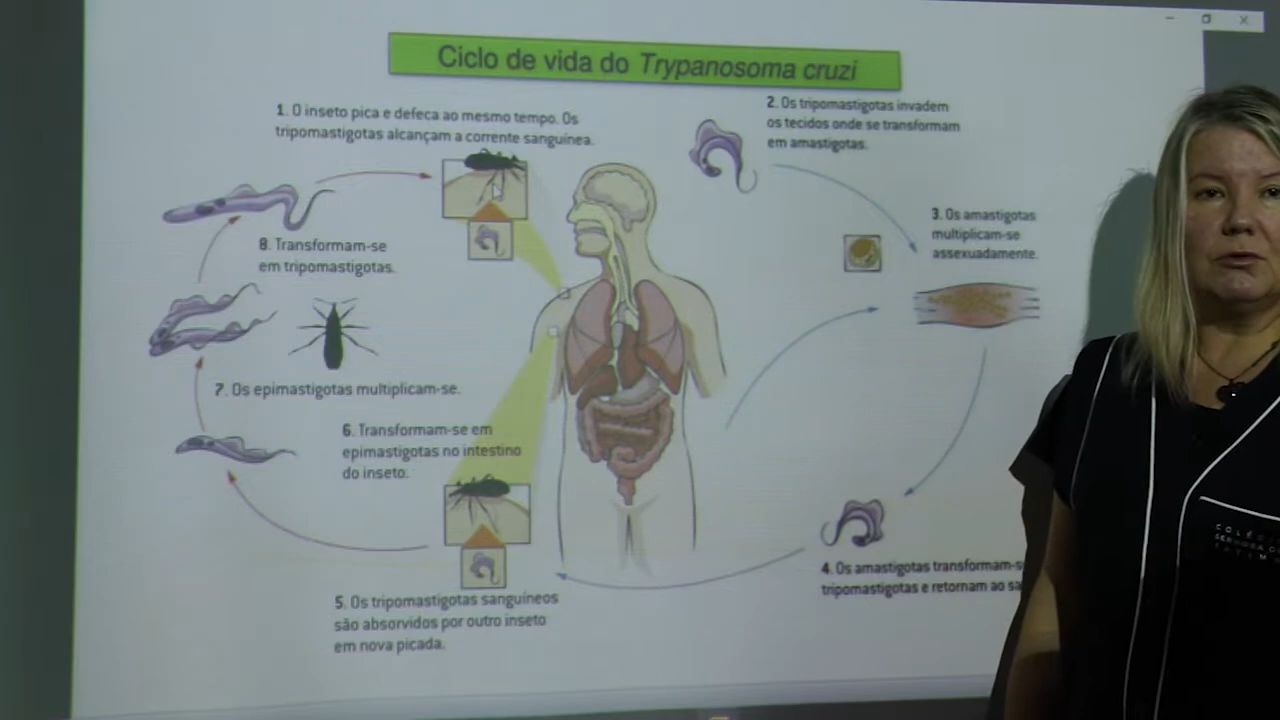 Ciclo de vida do Trypanosoma cruzi
1. O inseto pica e defeca ao mesmo tempo. Os
tripomastigotas alcançam a corrente sanguínea.
2. Os tripomastigotas invadem
os tecidos onde se transformam
em amastigotas.
3. Os amastigotas
multiplicam-se
assexuadamente.
8. Transformam-se
em tripomastigotas.
7. Os epimastigotas multiplicam-se.
6. Transformam-se em
epimastigotas no intestino
do inseto.
4. Os amastigotas transformam-s
tripomastigotas e retornam ao sa
5. Os tripomastigotas sanguíneos
são absorvidos por outro inseto
em nova picada.